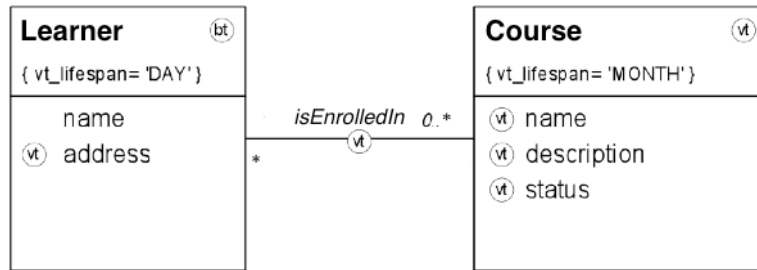 Learner bt
{ vt_lifespan= 'DAY' }
name
vt address
isEnrolledIn 0..*
vt
*
Course vt
{ vt_lifespan= 'MONTH' }
vt name
vt description
vt status